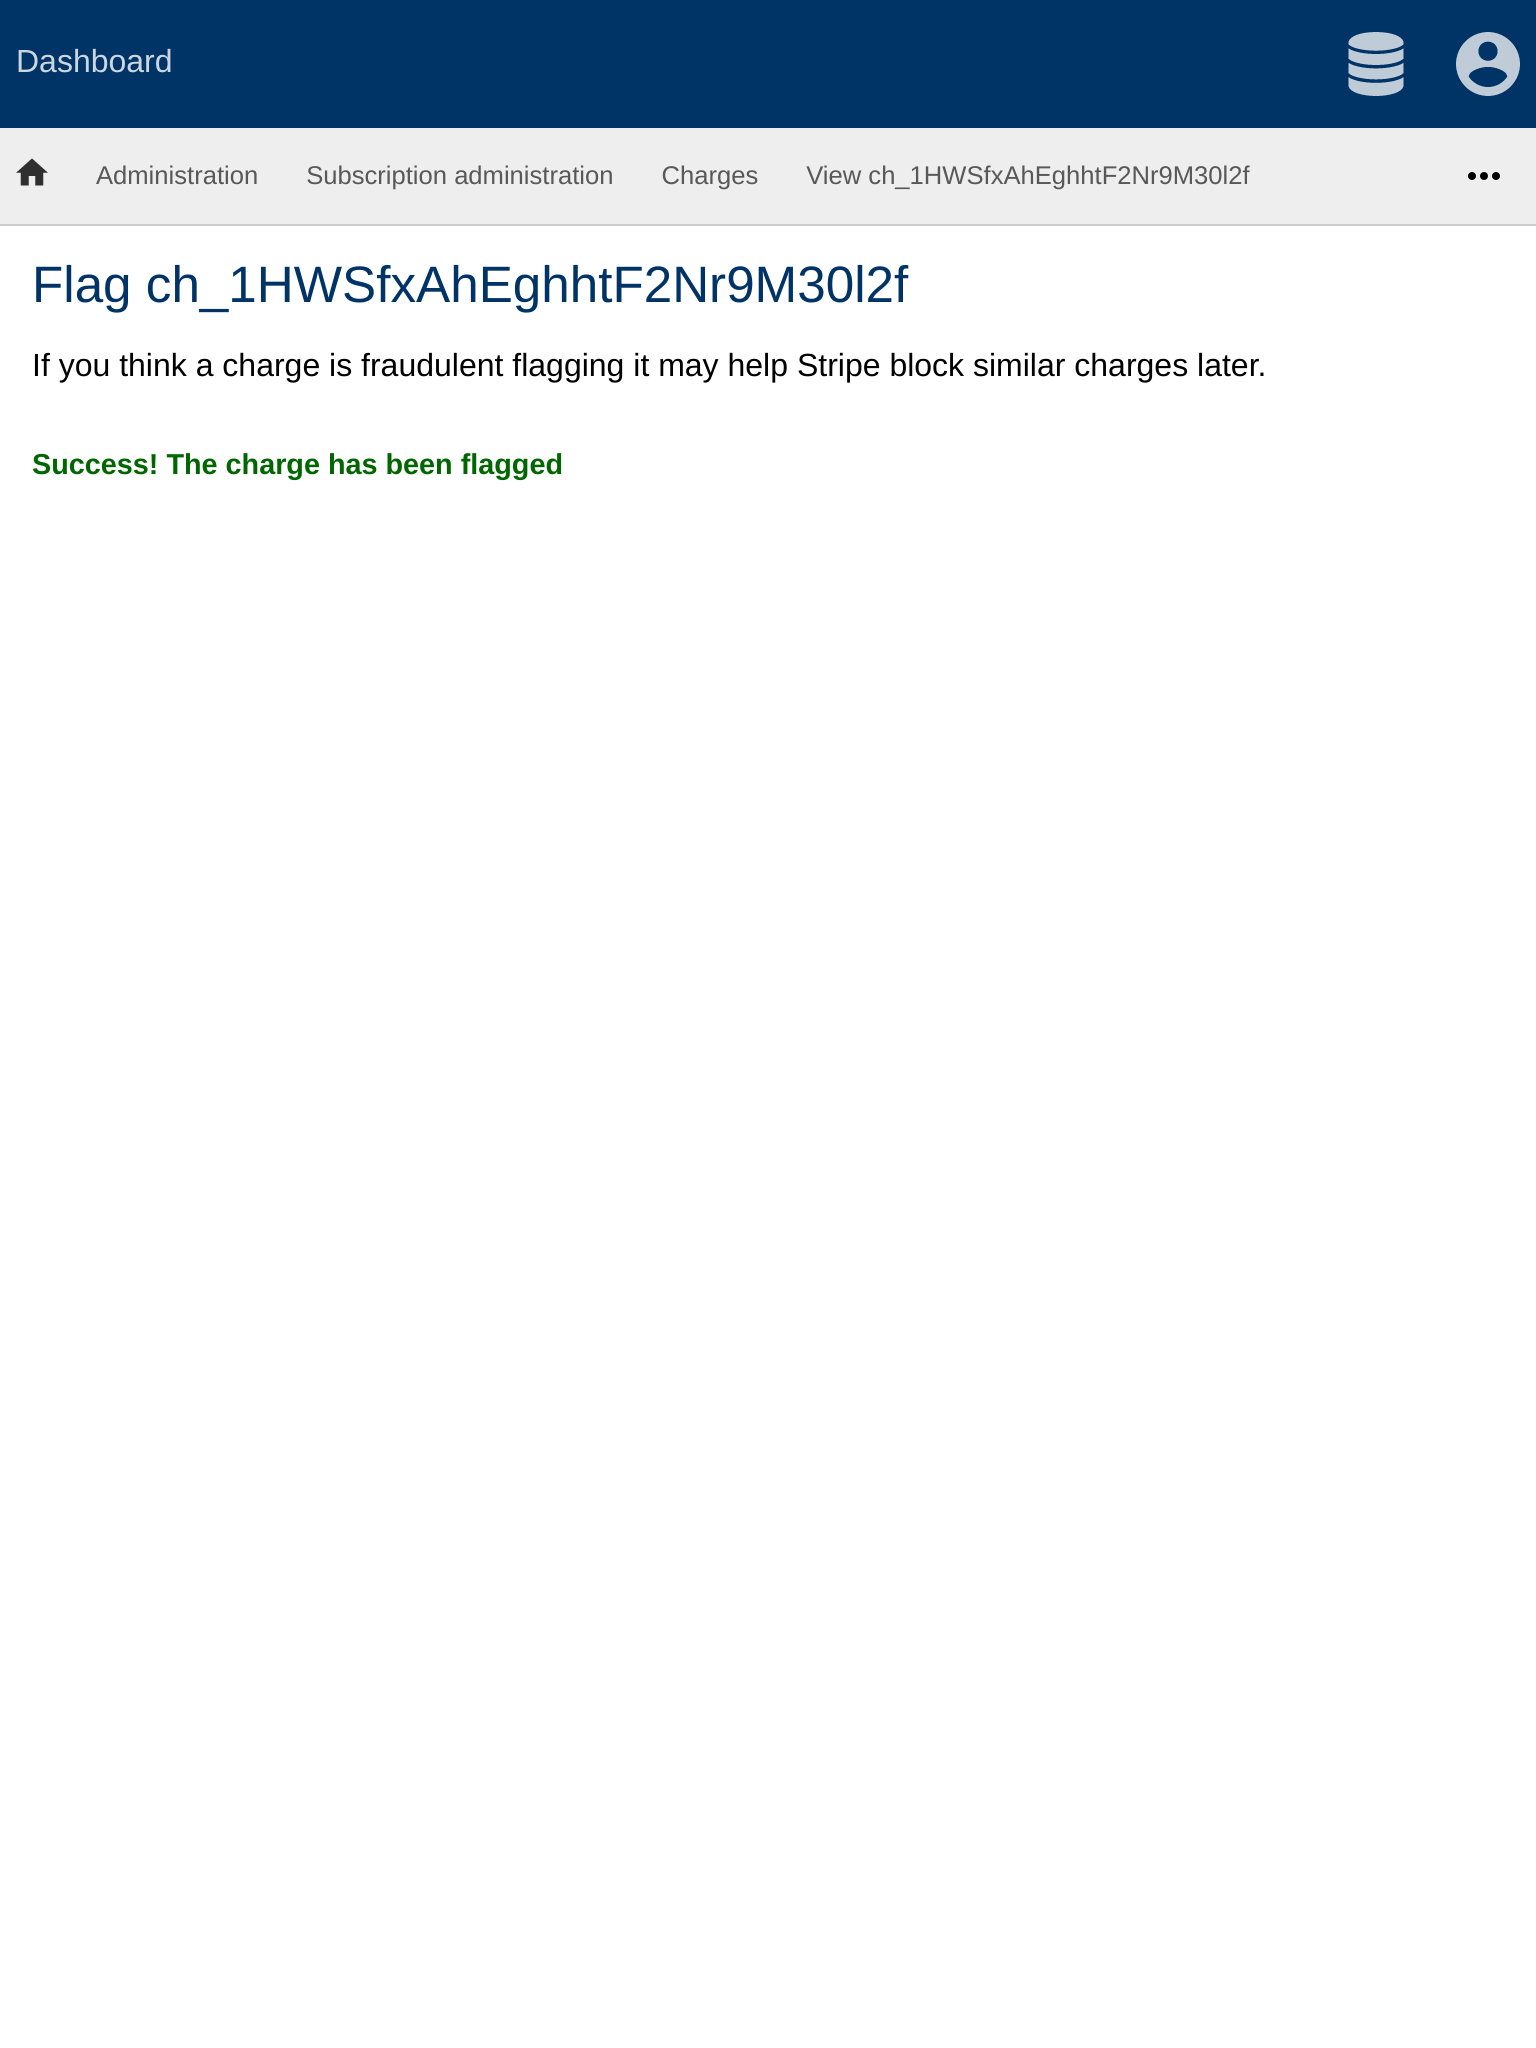 Dashboard
Administration Subscription administration Charges View ch_1HWSfxAhEghhtF2Nr9M30l2f
Flag ch_1HWSfxAhEghhtF2Nr9M30l2f
If you think a charge is fraudulent flagging it may help Stripe block similar charges later.
Success! The charge has been flagged